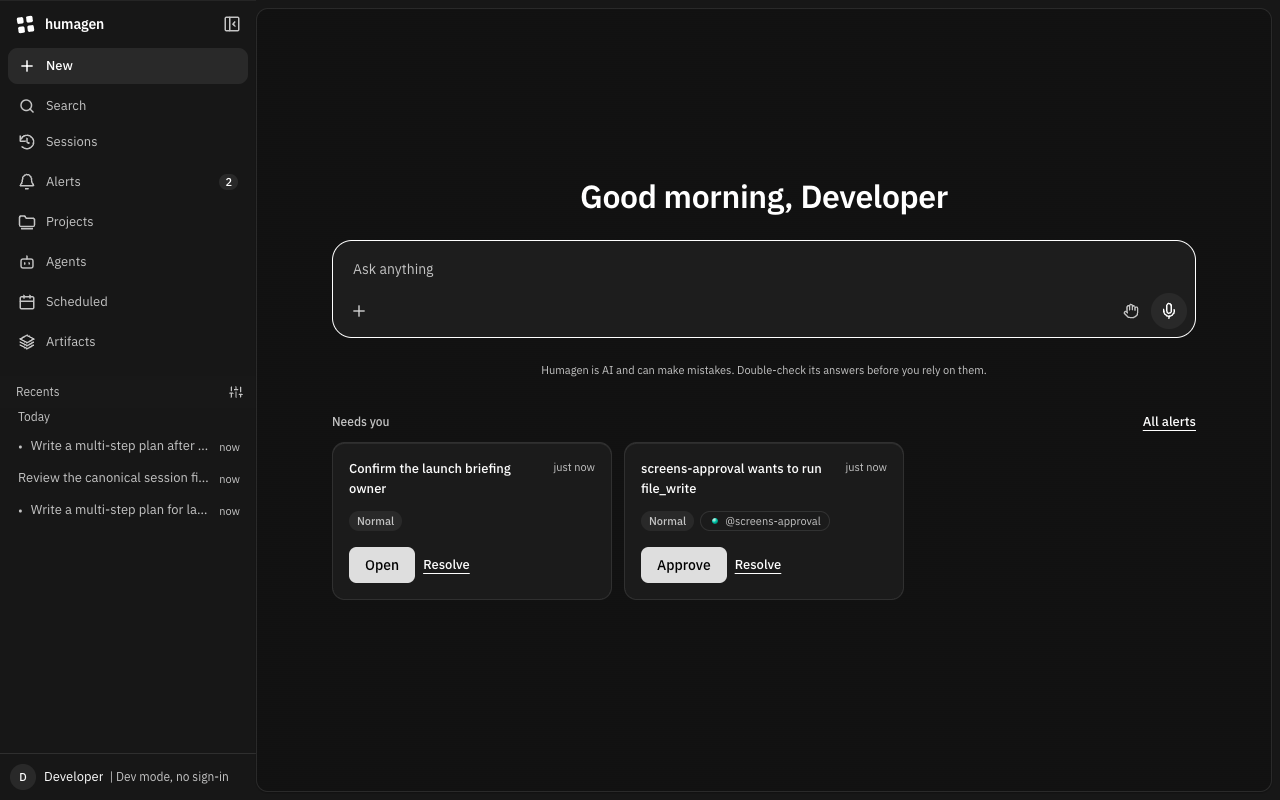 humagen
New
Search
Sessions
Alerts
2
Projects
Agents
Scheduled
Artifacts
Recents
Today
• Write a multi-step plan after ... now
Review the canonical session fi... now
• Write a multi-step plan for la... now
D Developer | Dev mode, no sign-in
Good morning, Developer
Ask anything
Humagen is AI and can make mistakes. Double-check its answers before you rely on them.
Needs you
All alerts
Confirm the launch briefing
owner
just now
Normal
Open
Resolve
screens-approval wants to run
file_write
just now
Normal
@screens-approval
Approve
Resolve